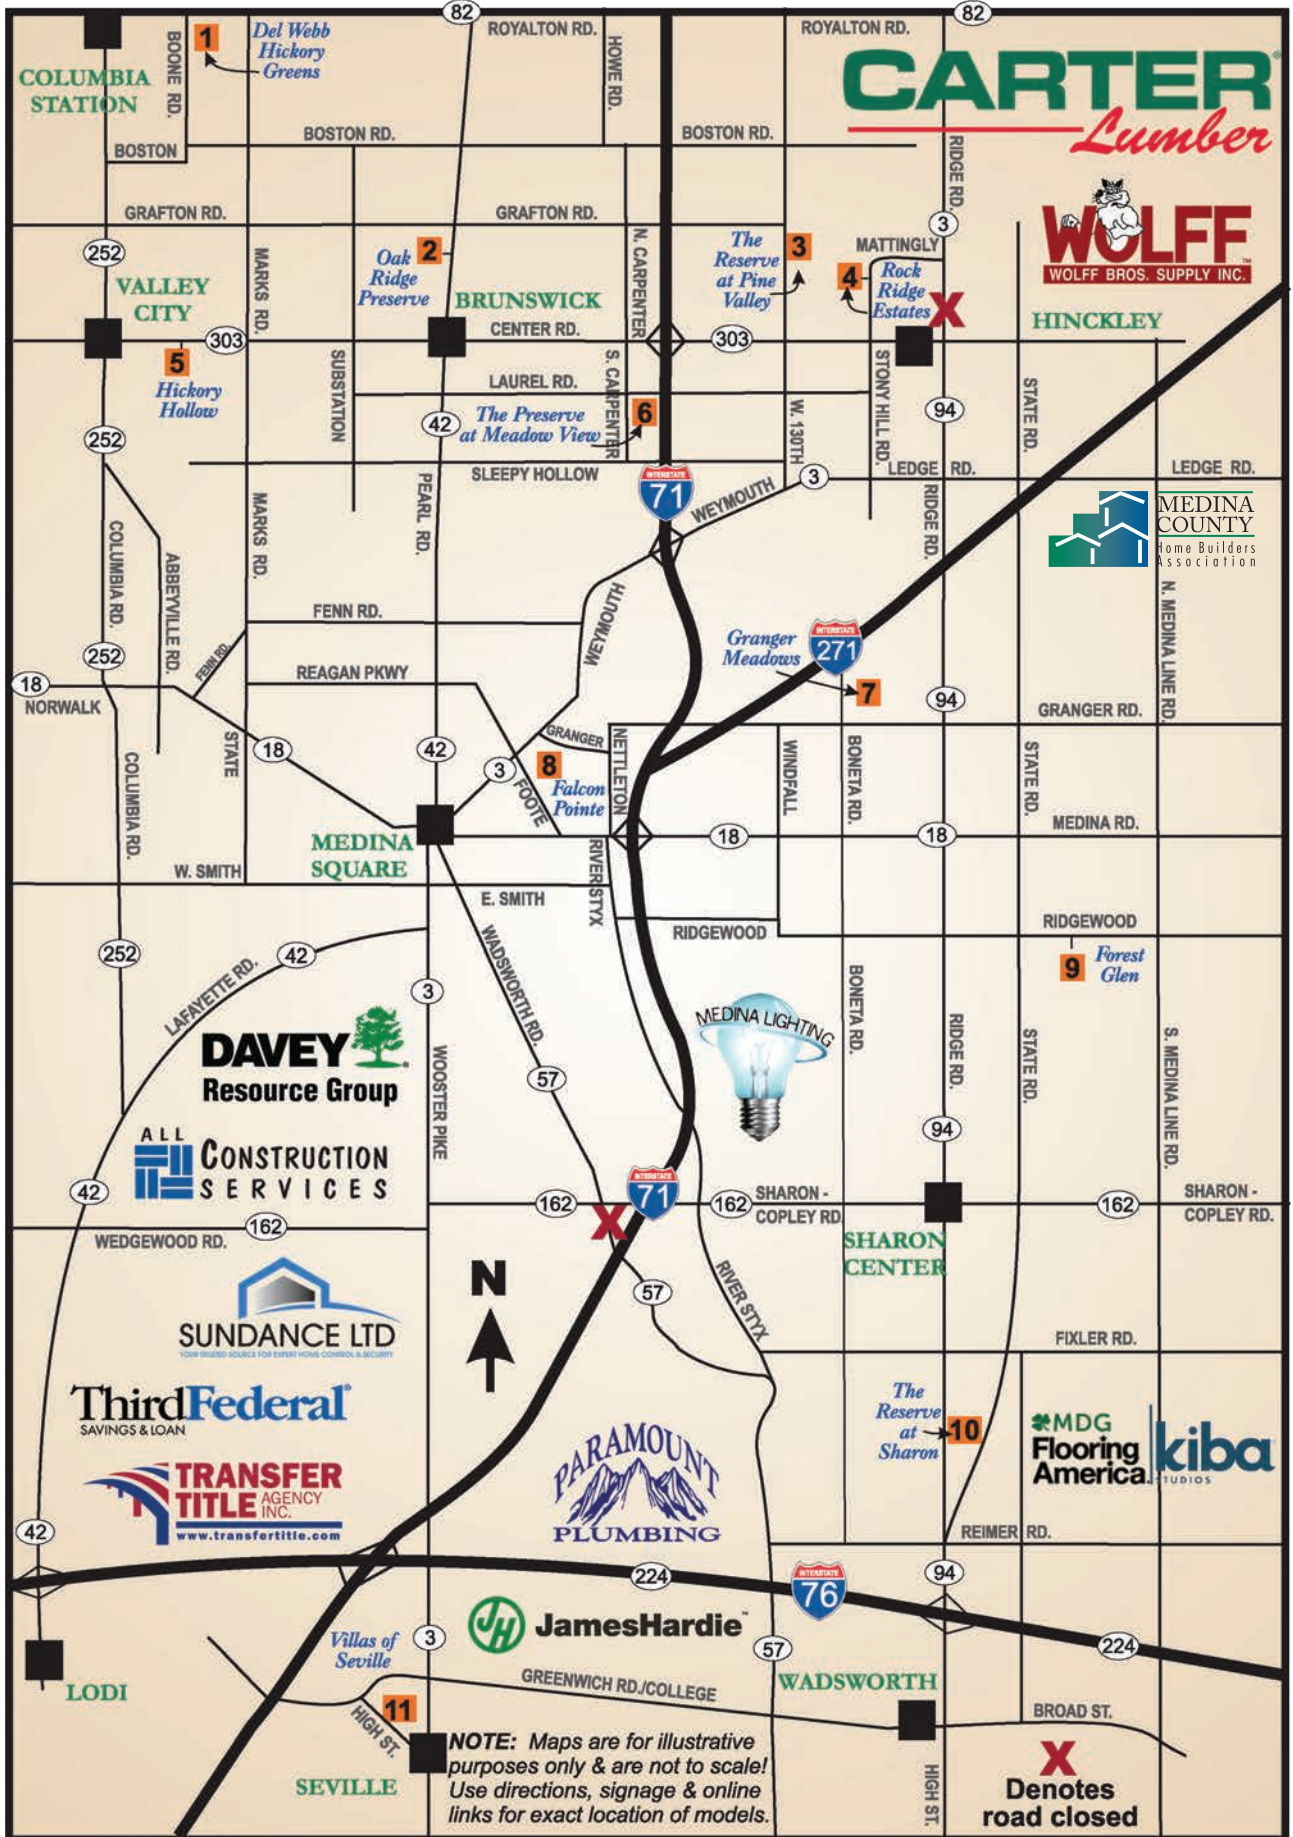 82
82
ROYALTON RD.
ROYALTON RD.
BOONE RD.
1
Del Webb
Hickory
Greens
HOWE RD.
COLUMBIA
STATION
CARTER
Lumber
BOSTON RD.
BOSTON RD.
BOSTON
RIDGE RD.
GRAFTON RD.
GRAFTON RD.
WOLFF
WOLFF BROS. SUPPLY INC.
252
3
MARKS RD.
Oak
Ridge
Preserve
2
N. CARPENTER
The
Reserve
at Pine
Valley
3
MATTINGLY
4
Rock
Ridge
Estates
X
VALLEY
CITY
BRUNSWICK
CENTER RD.
HINCKLEY
303
303
5
Hickory
Hollow
SUBSTATION
LAUREL RD.
S. CARPENTER
The Preserve
at Meadow View
6
W. 130TH
STONY HILL RD.
94
STATE RD.
42
252
SLEEPY HOLLOW
LEDGE RD.
LEDGE RD.
INTERSTATE
71
WEYMOUTH
3
PEARL RD.
MARKS RD.
RIDGE RD.
MEDINA
COUNTY
Home Builders
Association
COLUMBIA RD.
ABBEYVILLE RD.
FENN RD.
WEYMOUTH
N. MEDINA LINE RD.
FENN RD.
252
Granger
Meadows
INTERSTATE
271
7
18
NORWALK
REAGAN PKWY
94
GRANGER RD.
STATE
18
42
GRANGER
NETTLETON
WINDFALL
BONETA RD.
STATE RD.
COLUMBIA RD.
3
FOOTE
8
Falcon
Pointe
MEDINA
SQUARE
18
18
MEDINA RD.
W. SMITH
E. SMITH
RIVER STYX
RIDGEWOOD
RIDGEWOOD
252
42
LAFAYETTE RD.
WADSWORTH RD.
9
Forest
Glen
3
BONETA RD.
MEDINA LIGHTING
DAVEY
Resource Group
WOOSTER PIKE
57
RIDGE RD.
STATE RD.
S. MEDINA LINE RD.
94
ALL
CONSTRUCTION
SERVICES
INTERSTATE
71
42
162
X
162
SHARON -
COPLEY RD.
162
SHARON -
COPLEY RD.
162
WEDGEWOOD RD.
SHARON
CENTER
N
57
RIVER STYX
SUNDANCE LTD
YOUR TRUSTED SOURCE FOR EXPERT HOME CONTROL & SECURITY
FIXLER RD.
ThirdFederal
SAVINGS & LOAN
The
Reserve
at
Sharon
10
MDG
Flooring
America.
kiba
STUDIOS
PARAMOUNT
PLUMBING
TRANSFER
TITLE AGENCY
INC.
www.transfertitle.com
42
REIMER RD.
224
INTERSTATE
76
94
JH
JamesHardie™
Villas of
Seville
3
57
224
LODI
GREENWICH RD./COLLEGE
WADSWORTH
BROAD ST.
11
HIGH ST.
SEVILLE
NOTE: Maps are for illustrative
purposes only & are not to scale!
Use directions, signage & online
links for exact location of models.
HIGH ST.
X
Denotes
road closed